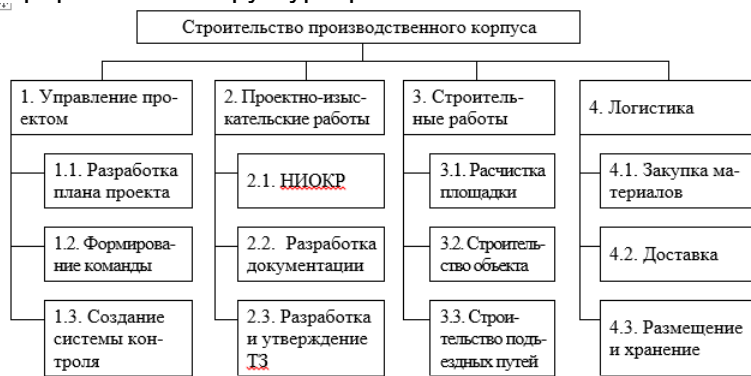 Строительство производственного корпуса
1. Управление про-
ектом
2. Проектно-изыс-
кательские работы
3. Строитель-
ные работы
4. Логистика
1.1. Разработка
плана проекта
2.1. НИОКР
3.1. Расчистка
площадки
4.1. Закупка ма-
териалов
1.2. Формирова-
ние команды
2.2. Разработка
документации
3.2. Строитель-
ство объекта
4.2. Доставка
1.3. Создание
системы кон-
троля
2.3. Разработка
и утверждение
ТЗ
3.3. Строи-
тельство подъ-
ездных путей
4.3. Размещение
и хранение